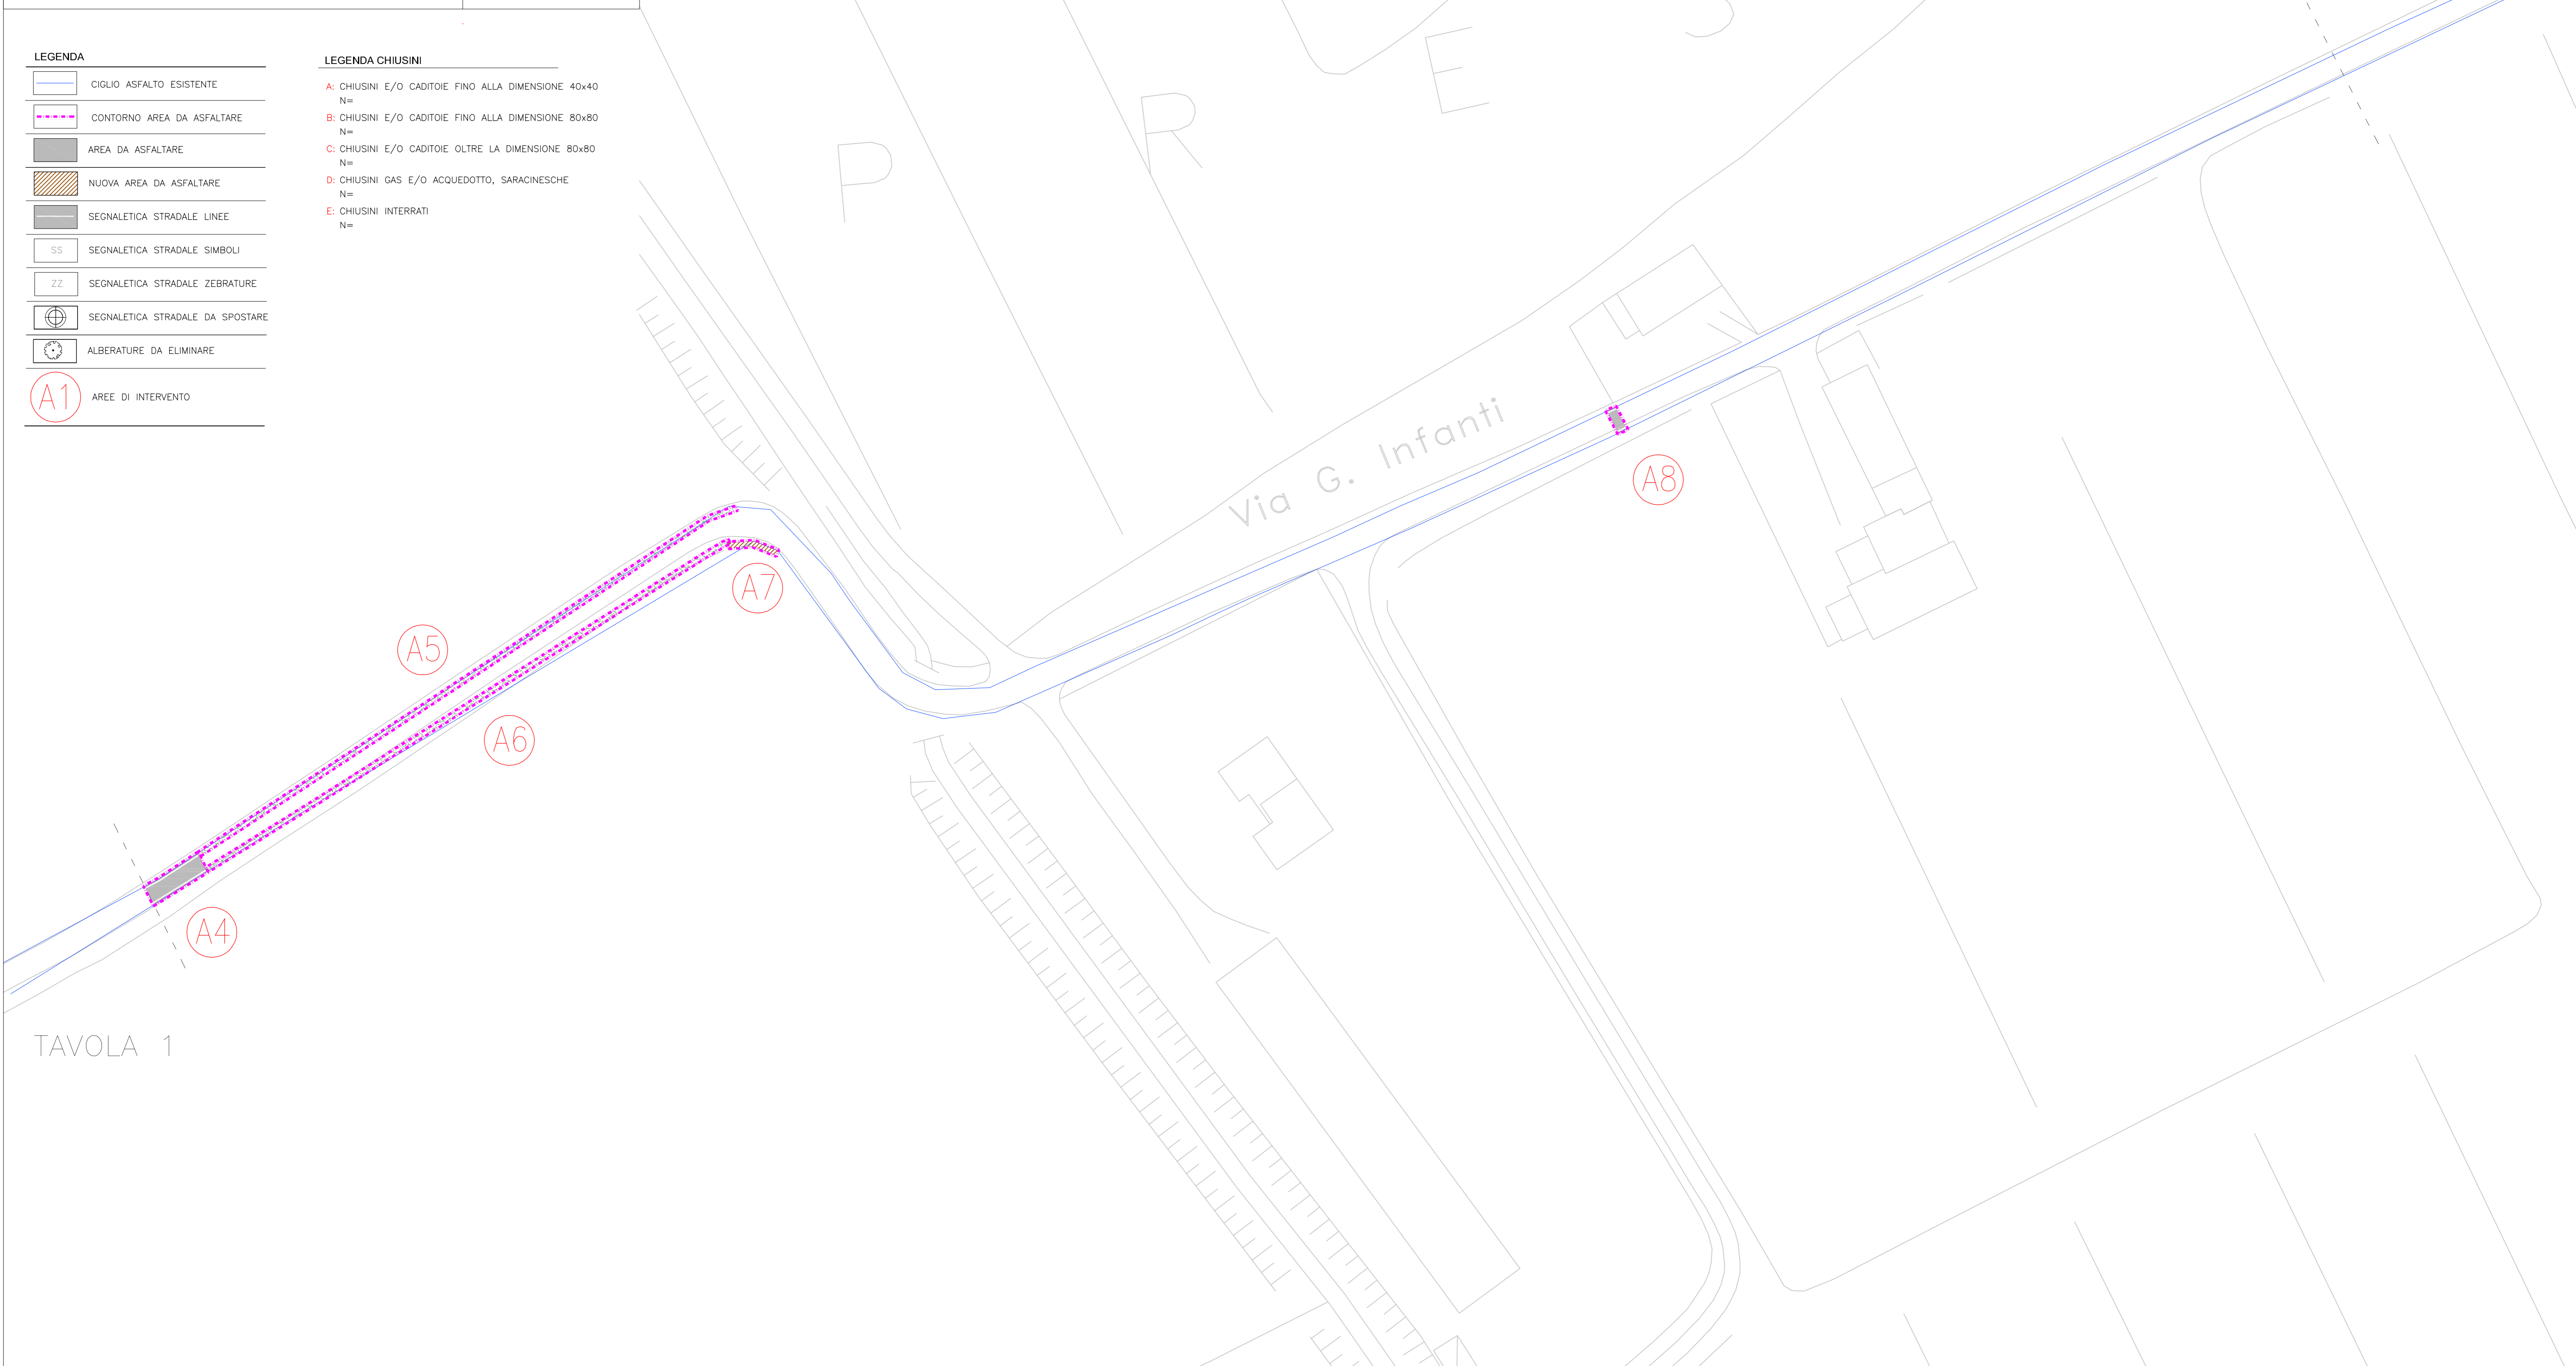 LEGENDA
CIGLIO ASFALTO ESISTENTE
CONTORNO AREA DA ASFALTARE
AREA DA ASFALTARE
NUOVA AREA DA ASFALTARE
SEGNALETICA STRADALE LINEE
SS SEGNALETICA STRADALE SIMBOLI
ZZ SEGNALETICA STRADALE ZEBRATURE
SEGNALETICA STRADALE DA SPOSTARE
ALBERATURE DA ELIMINARE
A1 AREE DI INTERVENTO
LEGENDA CHIUSINI
A: CHIUSINI E/O CADITOIE FINO ALLA DIMENSIONE 40x40
N=
B: CHIUSINI E/O CADITOIE FINO ALLA DIMENSIONE 80x80
N=
C: CHIUSINI E/O CADITOIE OLTRE LA DIMENSIONE 80x80
N=
D: CHIUSINI GAS E/O ACQUEDOTTO, SARACINESCHE
N=
E: CHIUSINI INTERRATI
N=
P R E
Via G. Infanti
A8
A7
A5
A6
A4
TAVOLA 1